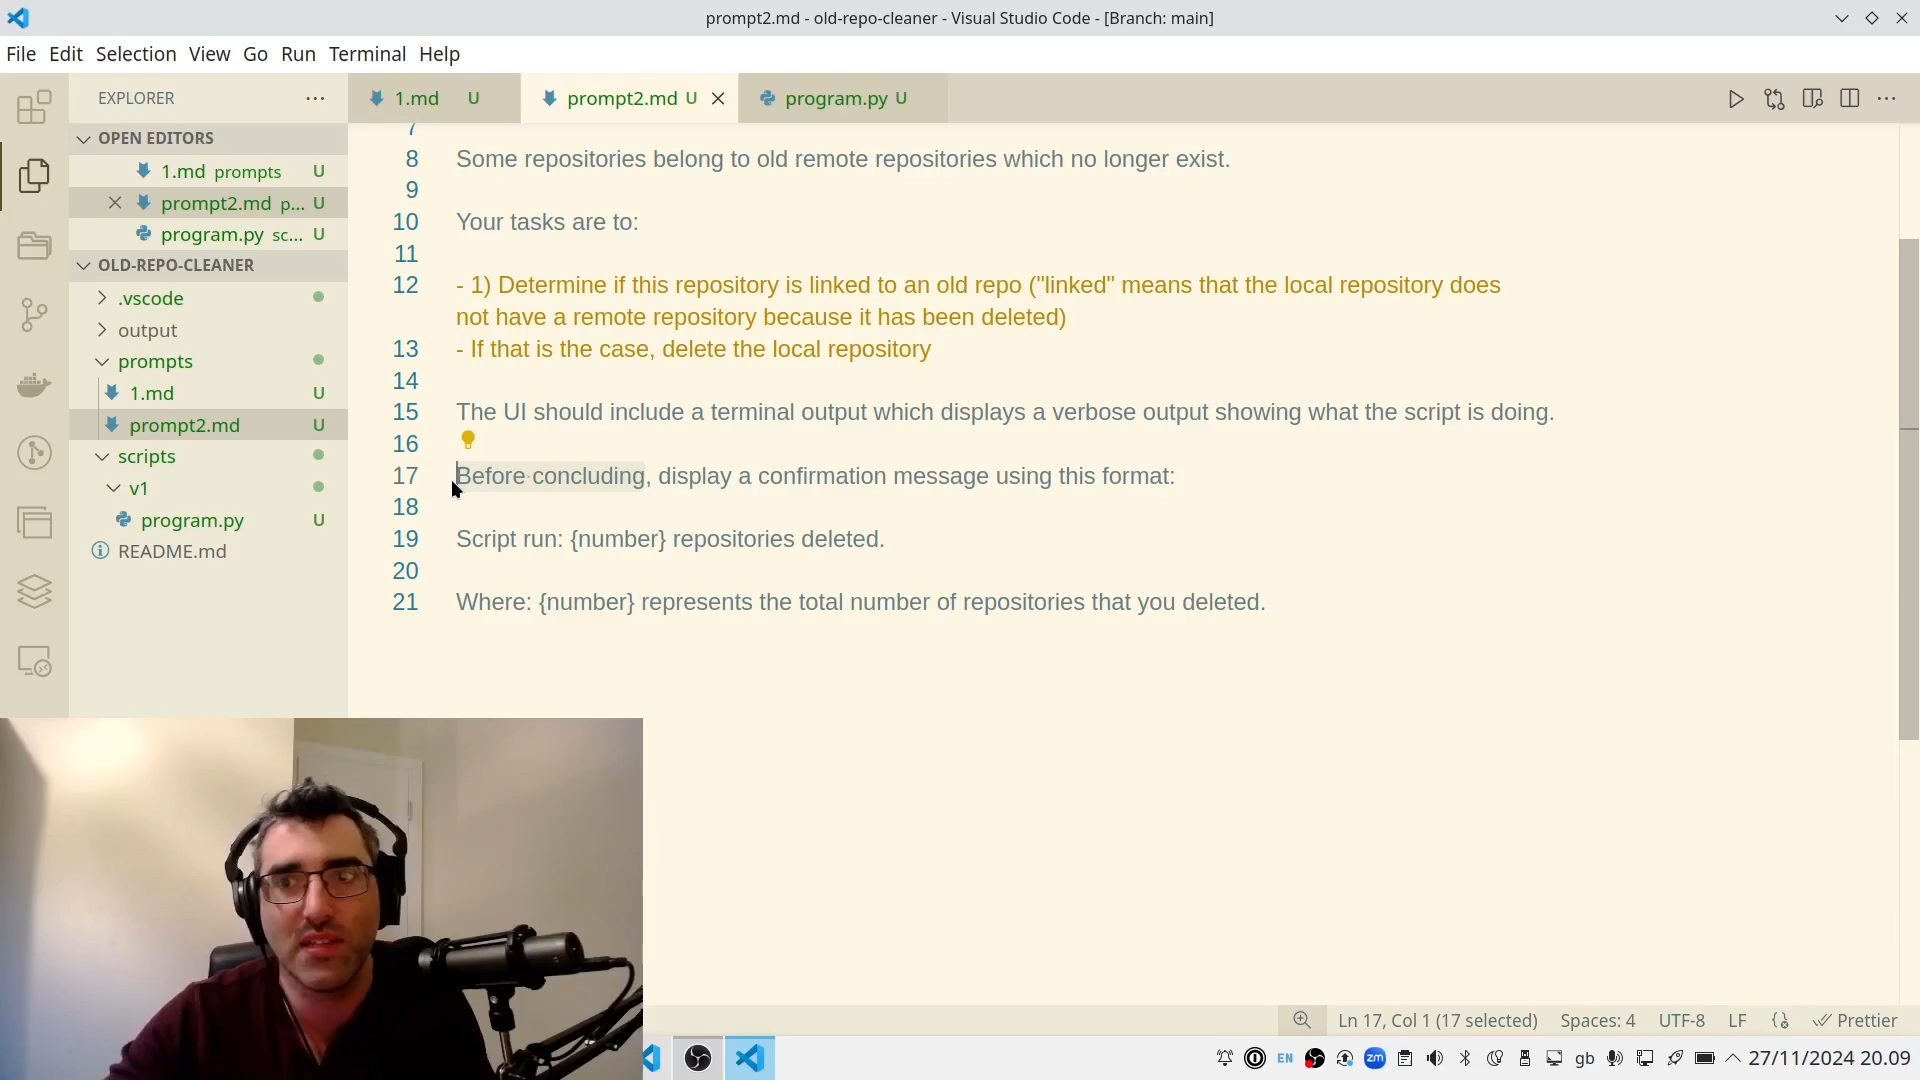 prompt2.md - old-repo-cleaner - Visual Studio Code - [Branch: main]
File Edit Selection View Go Run Terminal Help
EXPLORER
1.md U
prompt2.md U
program.py U
OPEN EDITORS
1.md prompts U
prompt2.md p... U
program.py sc... U
OLD-REPO-CLEANER
.vscode
output
prompts
1.md U
prompt2.md U
scripts
v1
program.py U
README.md
7
8 Some repositories belong to old remote repositories which no longer exist.
9
10 Your tasks are to:
11
12 - 1) Determine if this repository is linked to an old repo ("linked" means that the local repository does
not have a remote repository because it has been deleted)
13 - If that is the case, delete the local repository
14
15 The UI should include a terminal output which displays a verbose output showing what the script is doing.
16
17 Before concluding, display a confirmation message using this format:
18
19 Script run: {number} repositories deleted.
20
21 Where: {number} represents the total number of repositories that you deleted.
Ln 17, Col 1 (17 selected) Spaces: 4 UTF-8 LF Prettier
EN zm gb 27/11/2024 20.09